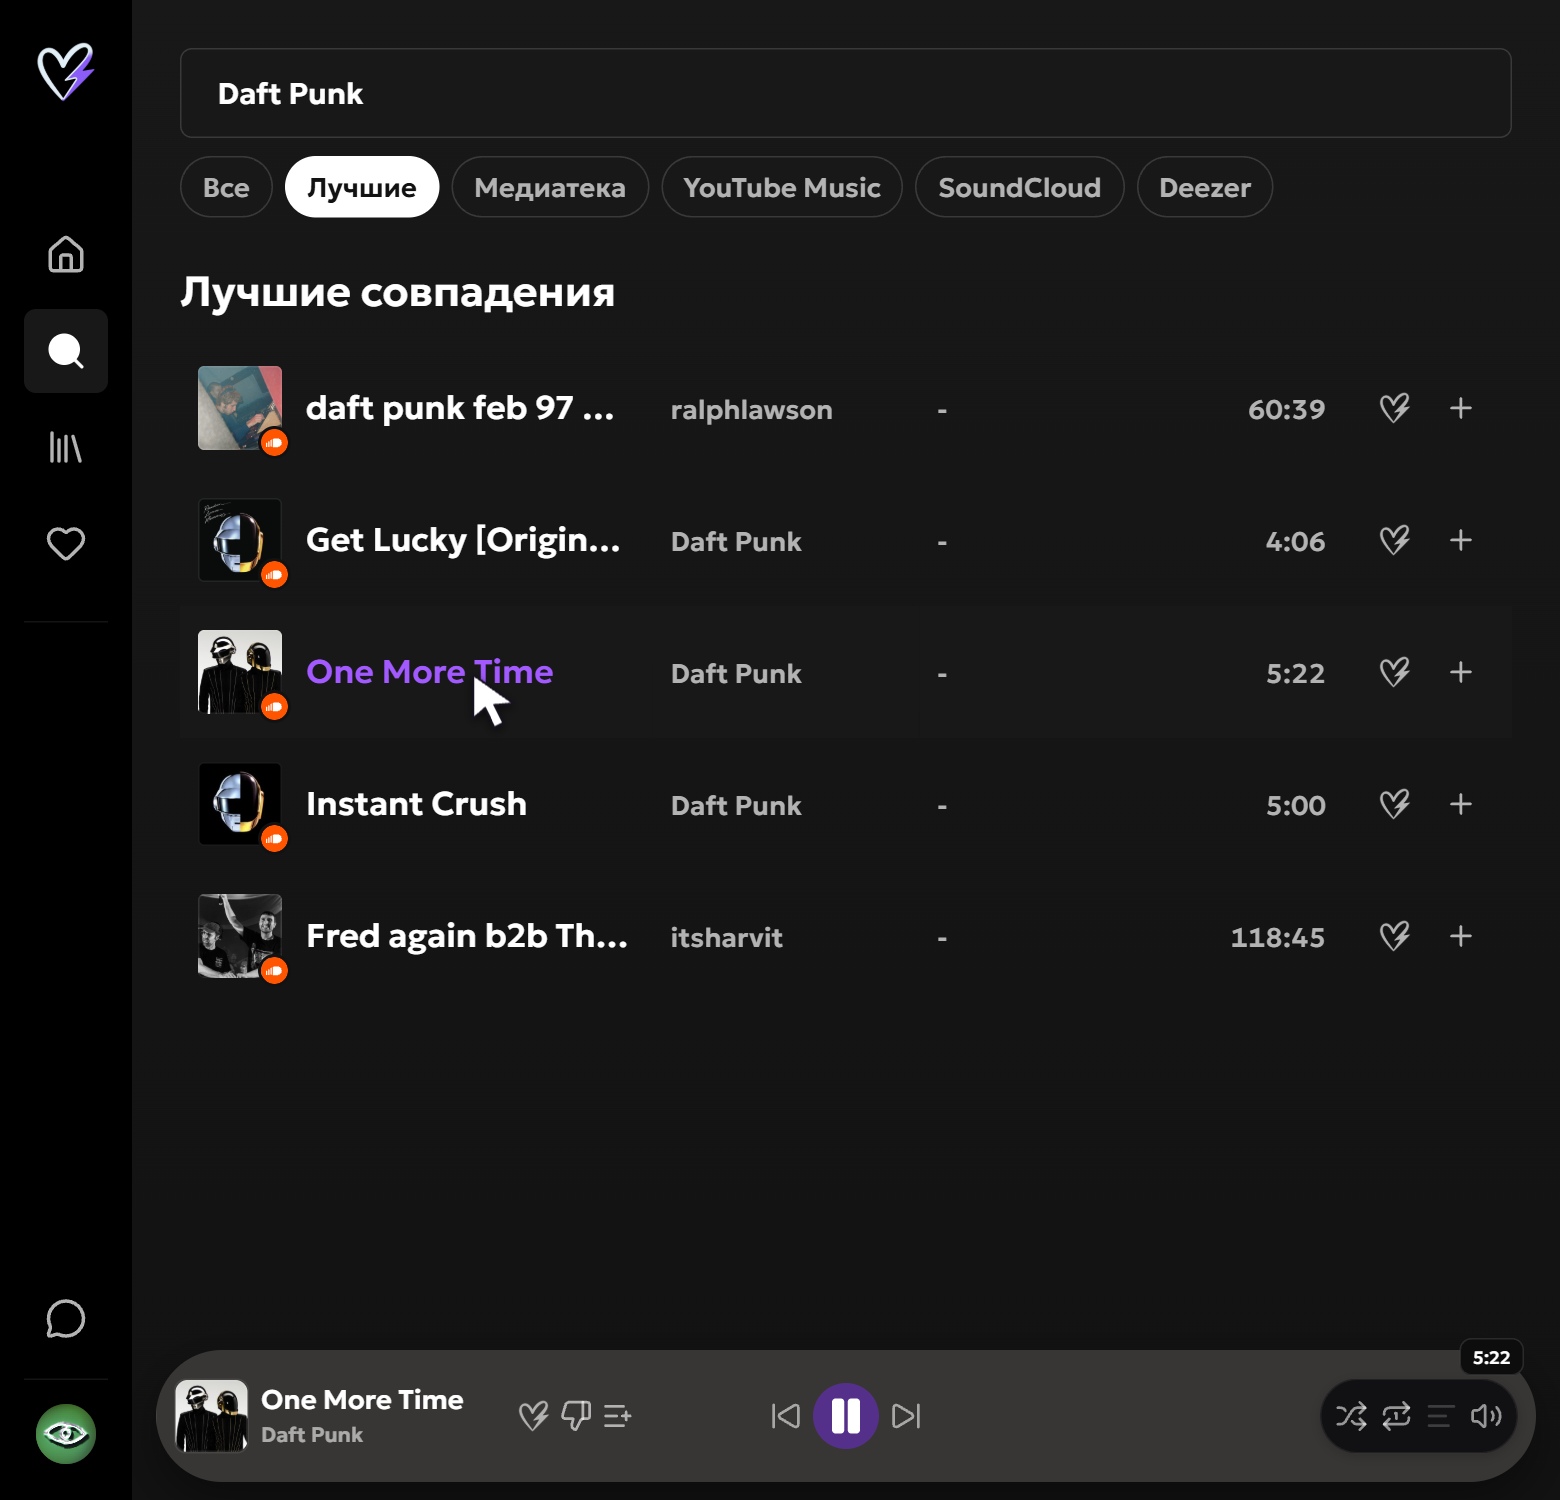 Daft Punk
Все Лучшие Медиатека YouTube Music SoundCloud Deezer
Лучшие совпадения
daft punk feb 97 ... ralphlawson - 60:39
Get Lucky [Origin... Daft Punk - 4:06
One More Time Daft Punk - 5:22
Instant Crush Daft Punk - 5:00
Fred again b2b Th... itsharvit - 118:45
5:22
One More Time
Daft Punk